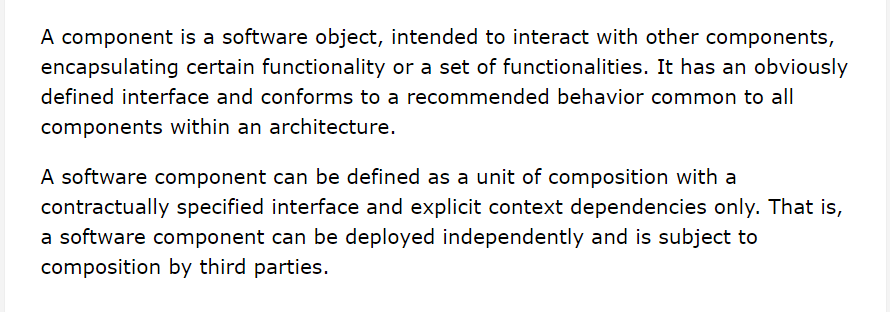 A component is a software object, intended to interact with other components,
encapsulating certain functionality or a set of functionalities. It has an obviously
defined interface and conforms to a recommended behavior common to all
components within an architecture.
A software component can be defined as a unit of composition with a
contractually specified interface and explicit context dependencies only. That is,
a software component can be deployed independently and is subject to
composition by third parties.